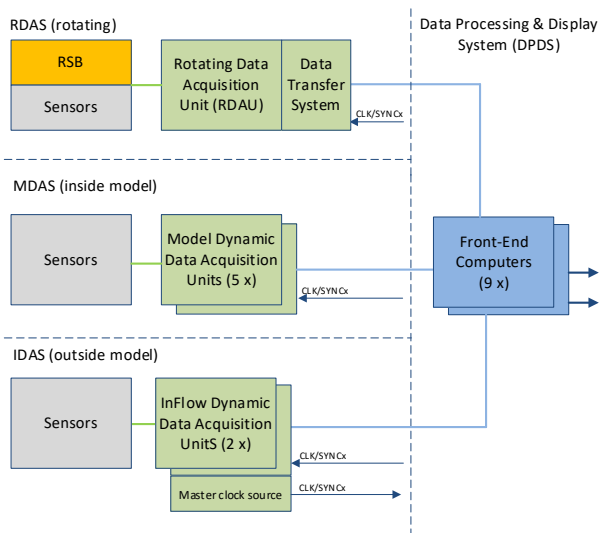 RDAS (rotating)
Data Processing & Display
System (DPDS)
RSB
Sensors
Rotating Data
Acquisition
Unit (RDAU)
Data
Transfer
System
CLK/SYNCx
MDAS (inside model)
Sensors
Model Dynamic
Data Acquisition
Units (5 x)
CLK/SYNCx
Front-End
Computers
(9 x)
IDAS (outside model)
Sensors
InFlow Dynamic
Data Acquisition
UnitS (2 x)
CLK/SYNCx
Master clock source
CLK/SYNCx